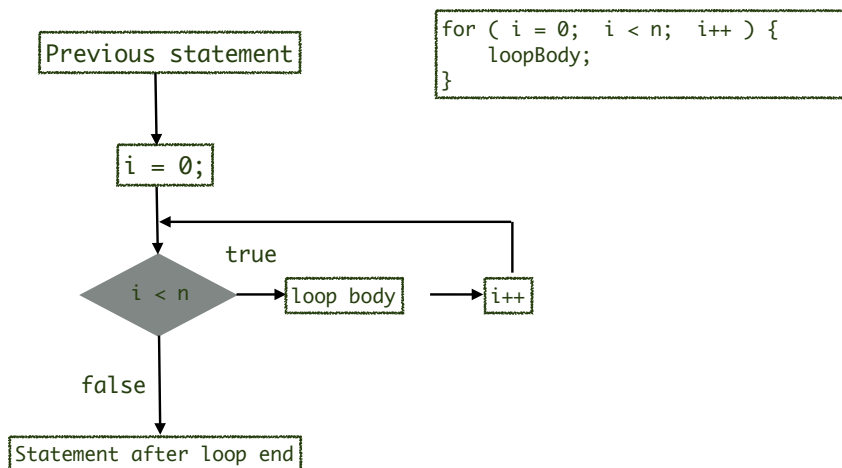 Previous statement
for ( i = 0;  i < n;  i++ ) {
    loopBody;
}
i = 0;
true
i < n
loop body
i++
false
Statement after loop end